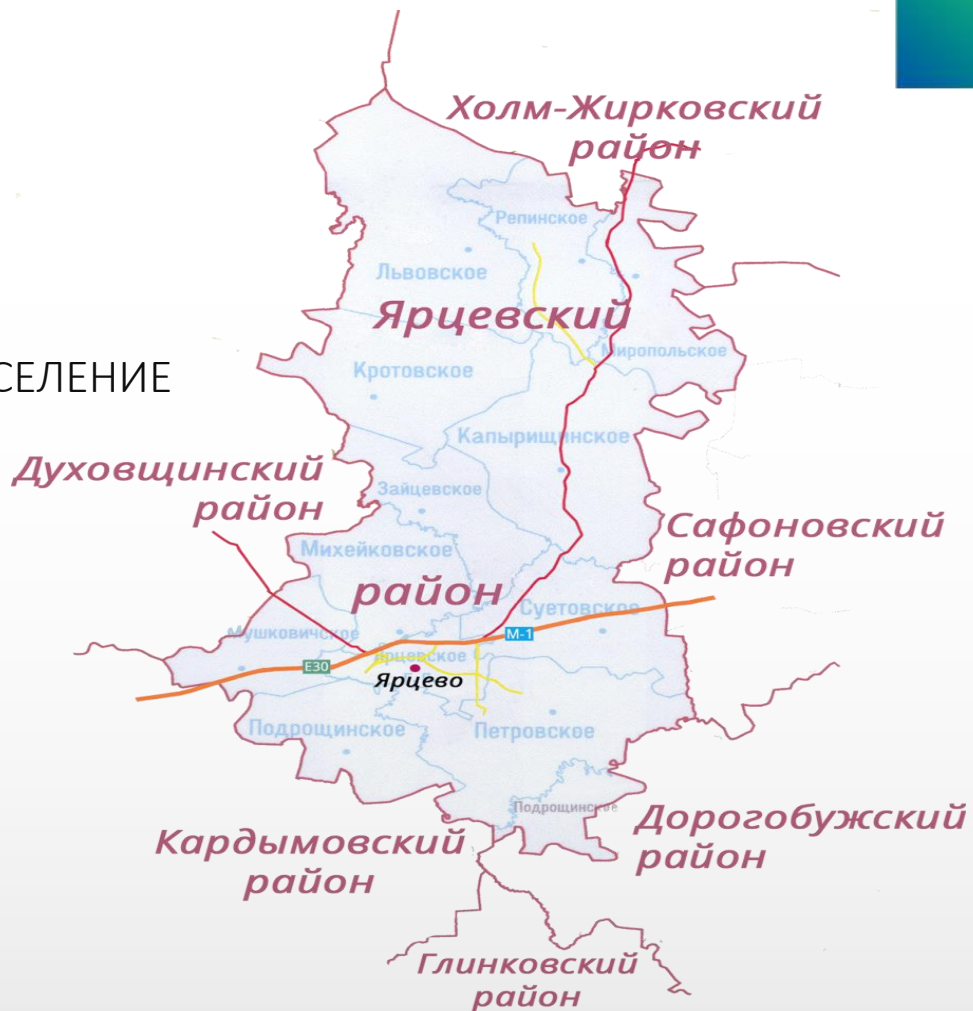 Холм-Жирковский
район
Репинское
Львовское
Ярцевский
Миропольское
СЕЛЕНИЕ
Кротовское
Капырищинское
Духовщинский
район
Зайцевское
Сафоновский
район
Михейковское
район
Суетовское
Мушковичское
М-1
Ярцевское
Е30
Ярцево
Подрощинское
Петровское
Подрощинское
Дорогобужский
район
Кардымовский
район
Глинковский
район